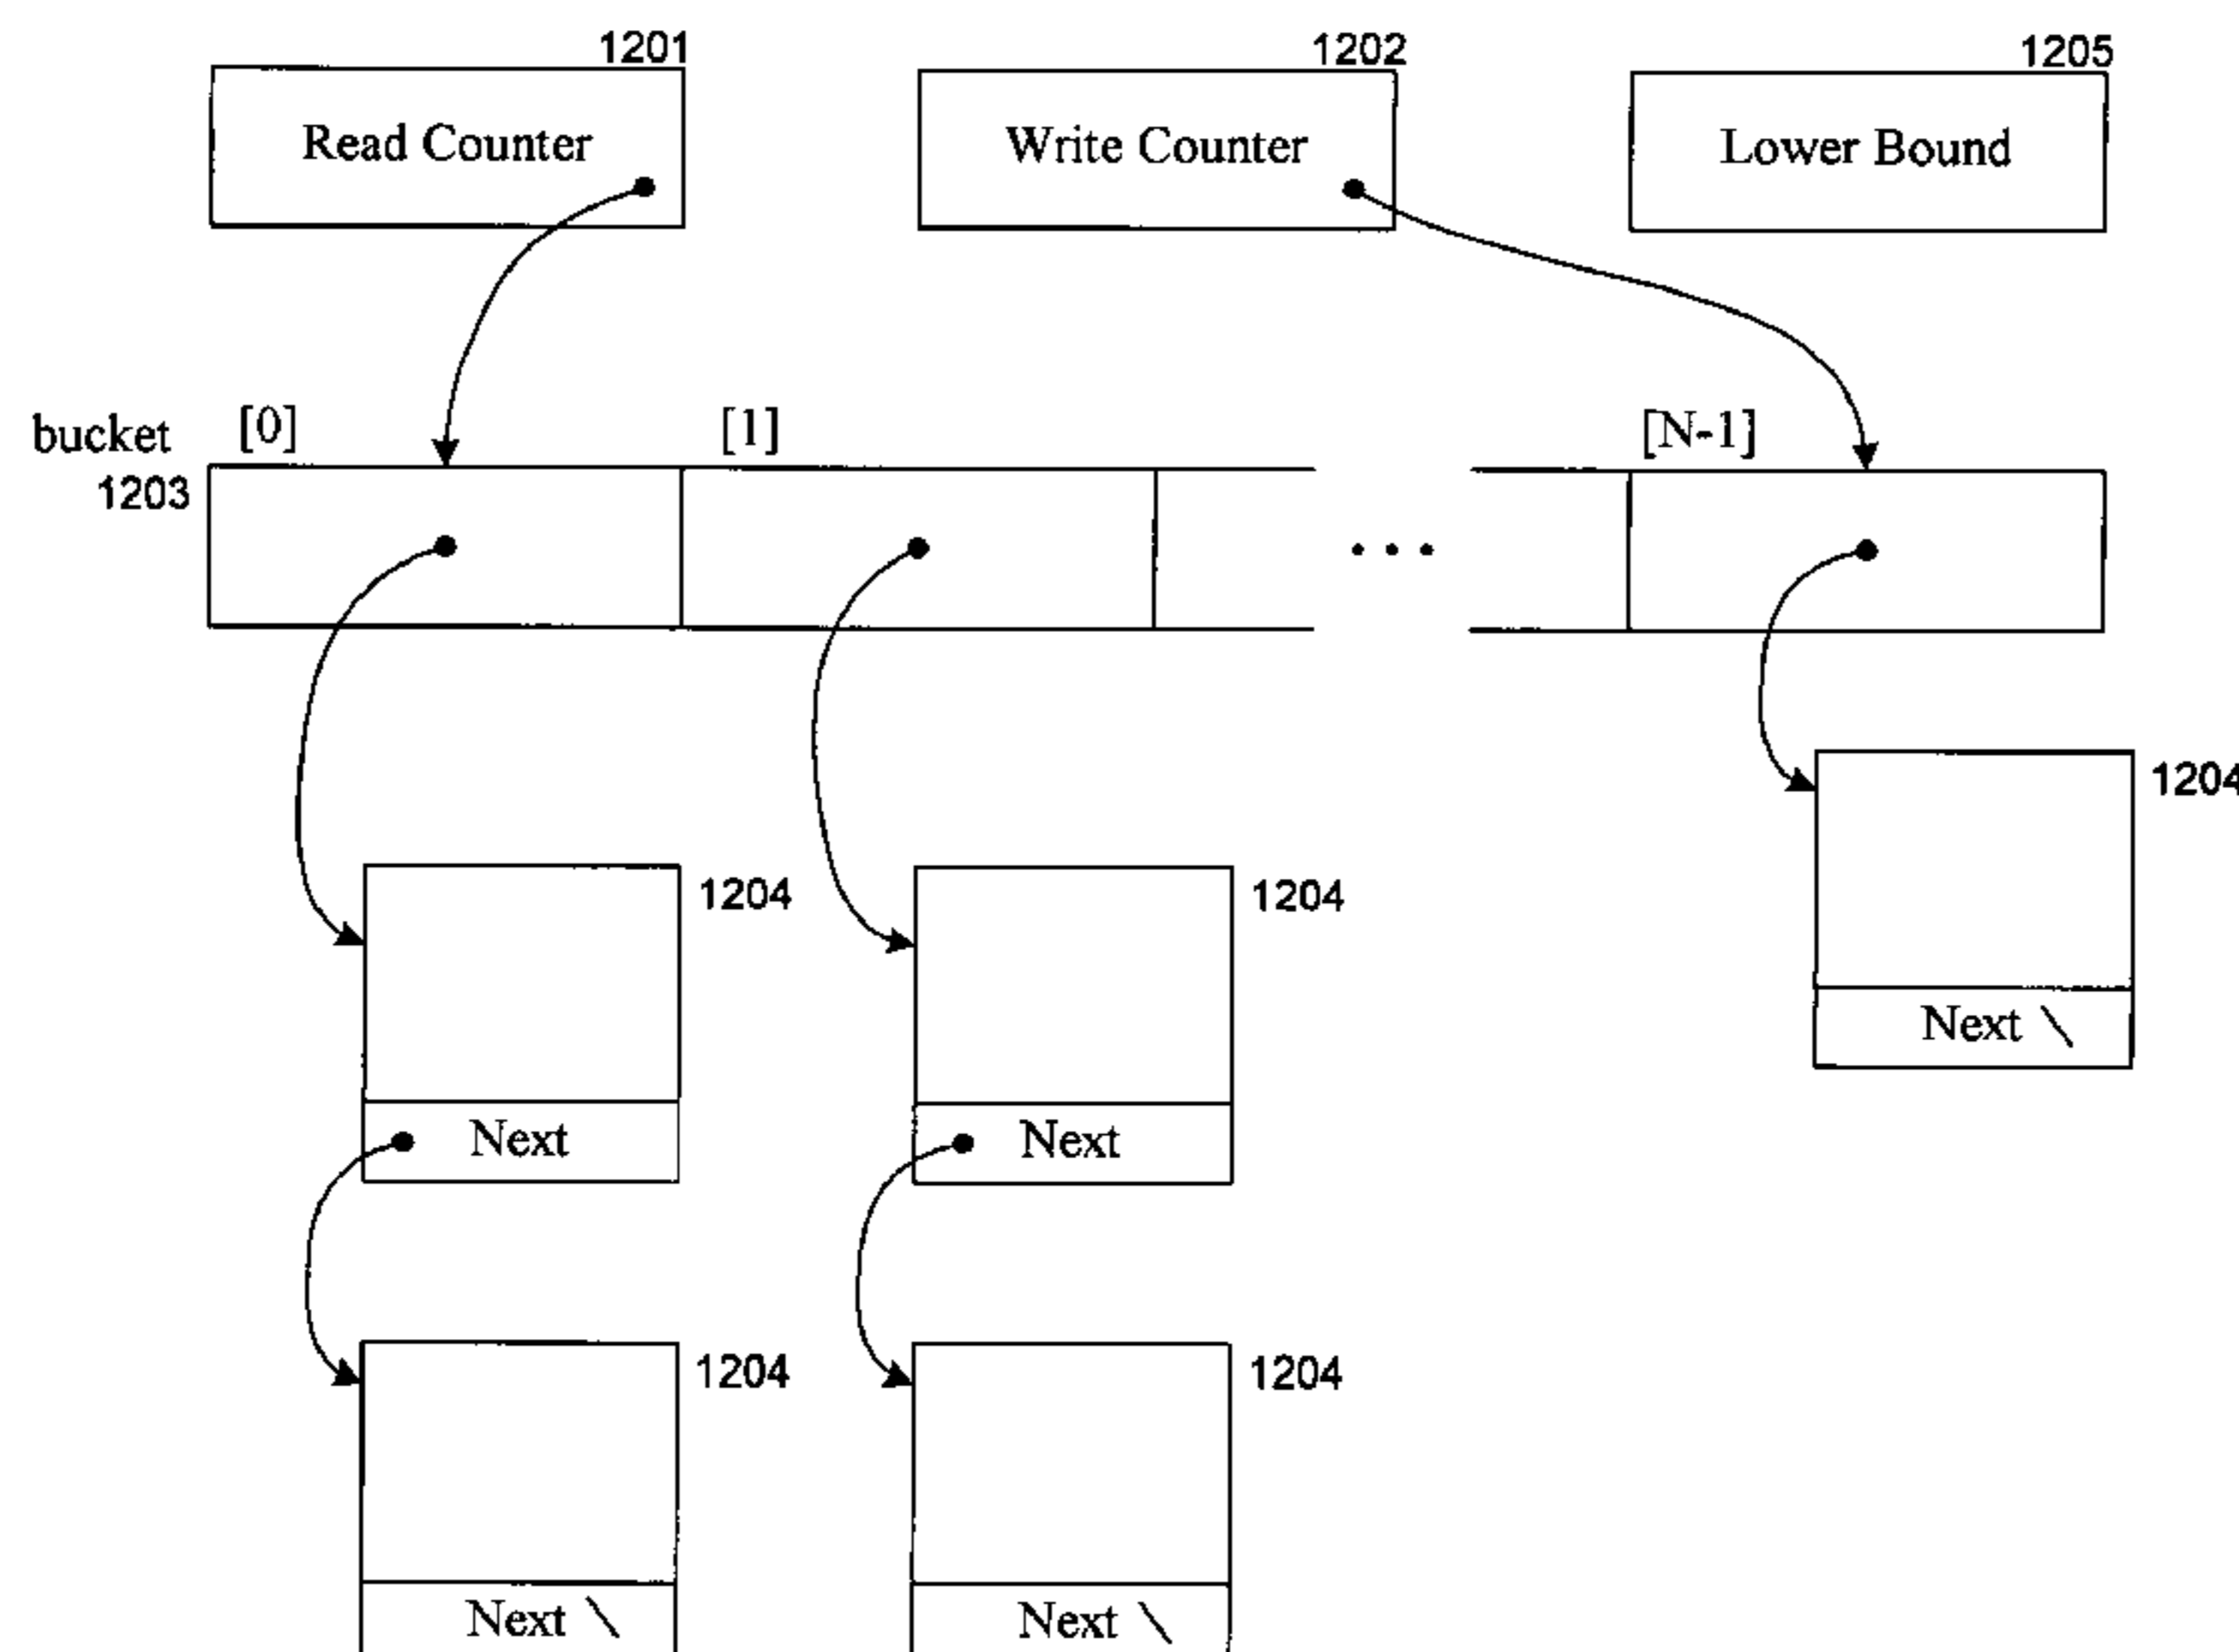 1201 1202 1205
Read Counter Write Counter Lower Bound
bucket [0] [1] [N-1]
1203
• • •
1204
1204 1204
Next \
Next Next
1204 1204
Next \ Next \